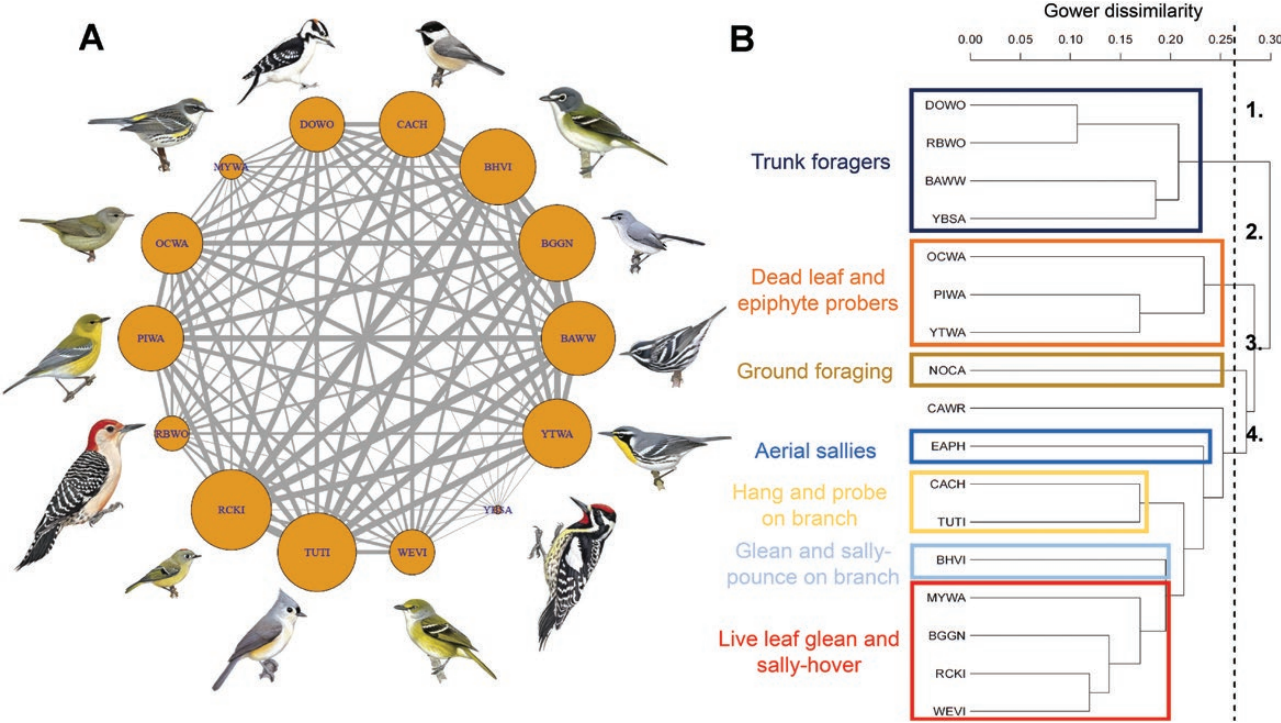 A
DOWO
CACH
MYWA
BHVI
OCWA
BGGN
PIWA
BAWW
RBWO
YTWA
RCKI
YBSA
TUTI
WEVI
B
Gower dissimilarity
0.00 0.05 0.10 0.15 0.20 0.25 0.30
1.
2.
3.
4.
Trunk foragers
DOWO
RBWO
BAWW
YBSA
Dead leaf and
epiphyte probers
OCWA
PIWA
YTWA
Ground foraging
NOCA
CAWR
Aerial sallies
EAPH
Hang and probe
on branch
CACH
TUTI
Glean and sally-
pounce on branch
BHVI
Live leaf glean and
sally-hover
MYWA
BGGN
RCKI
WEVI